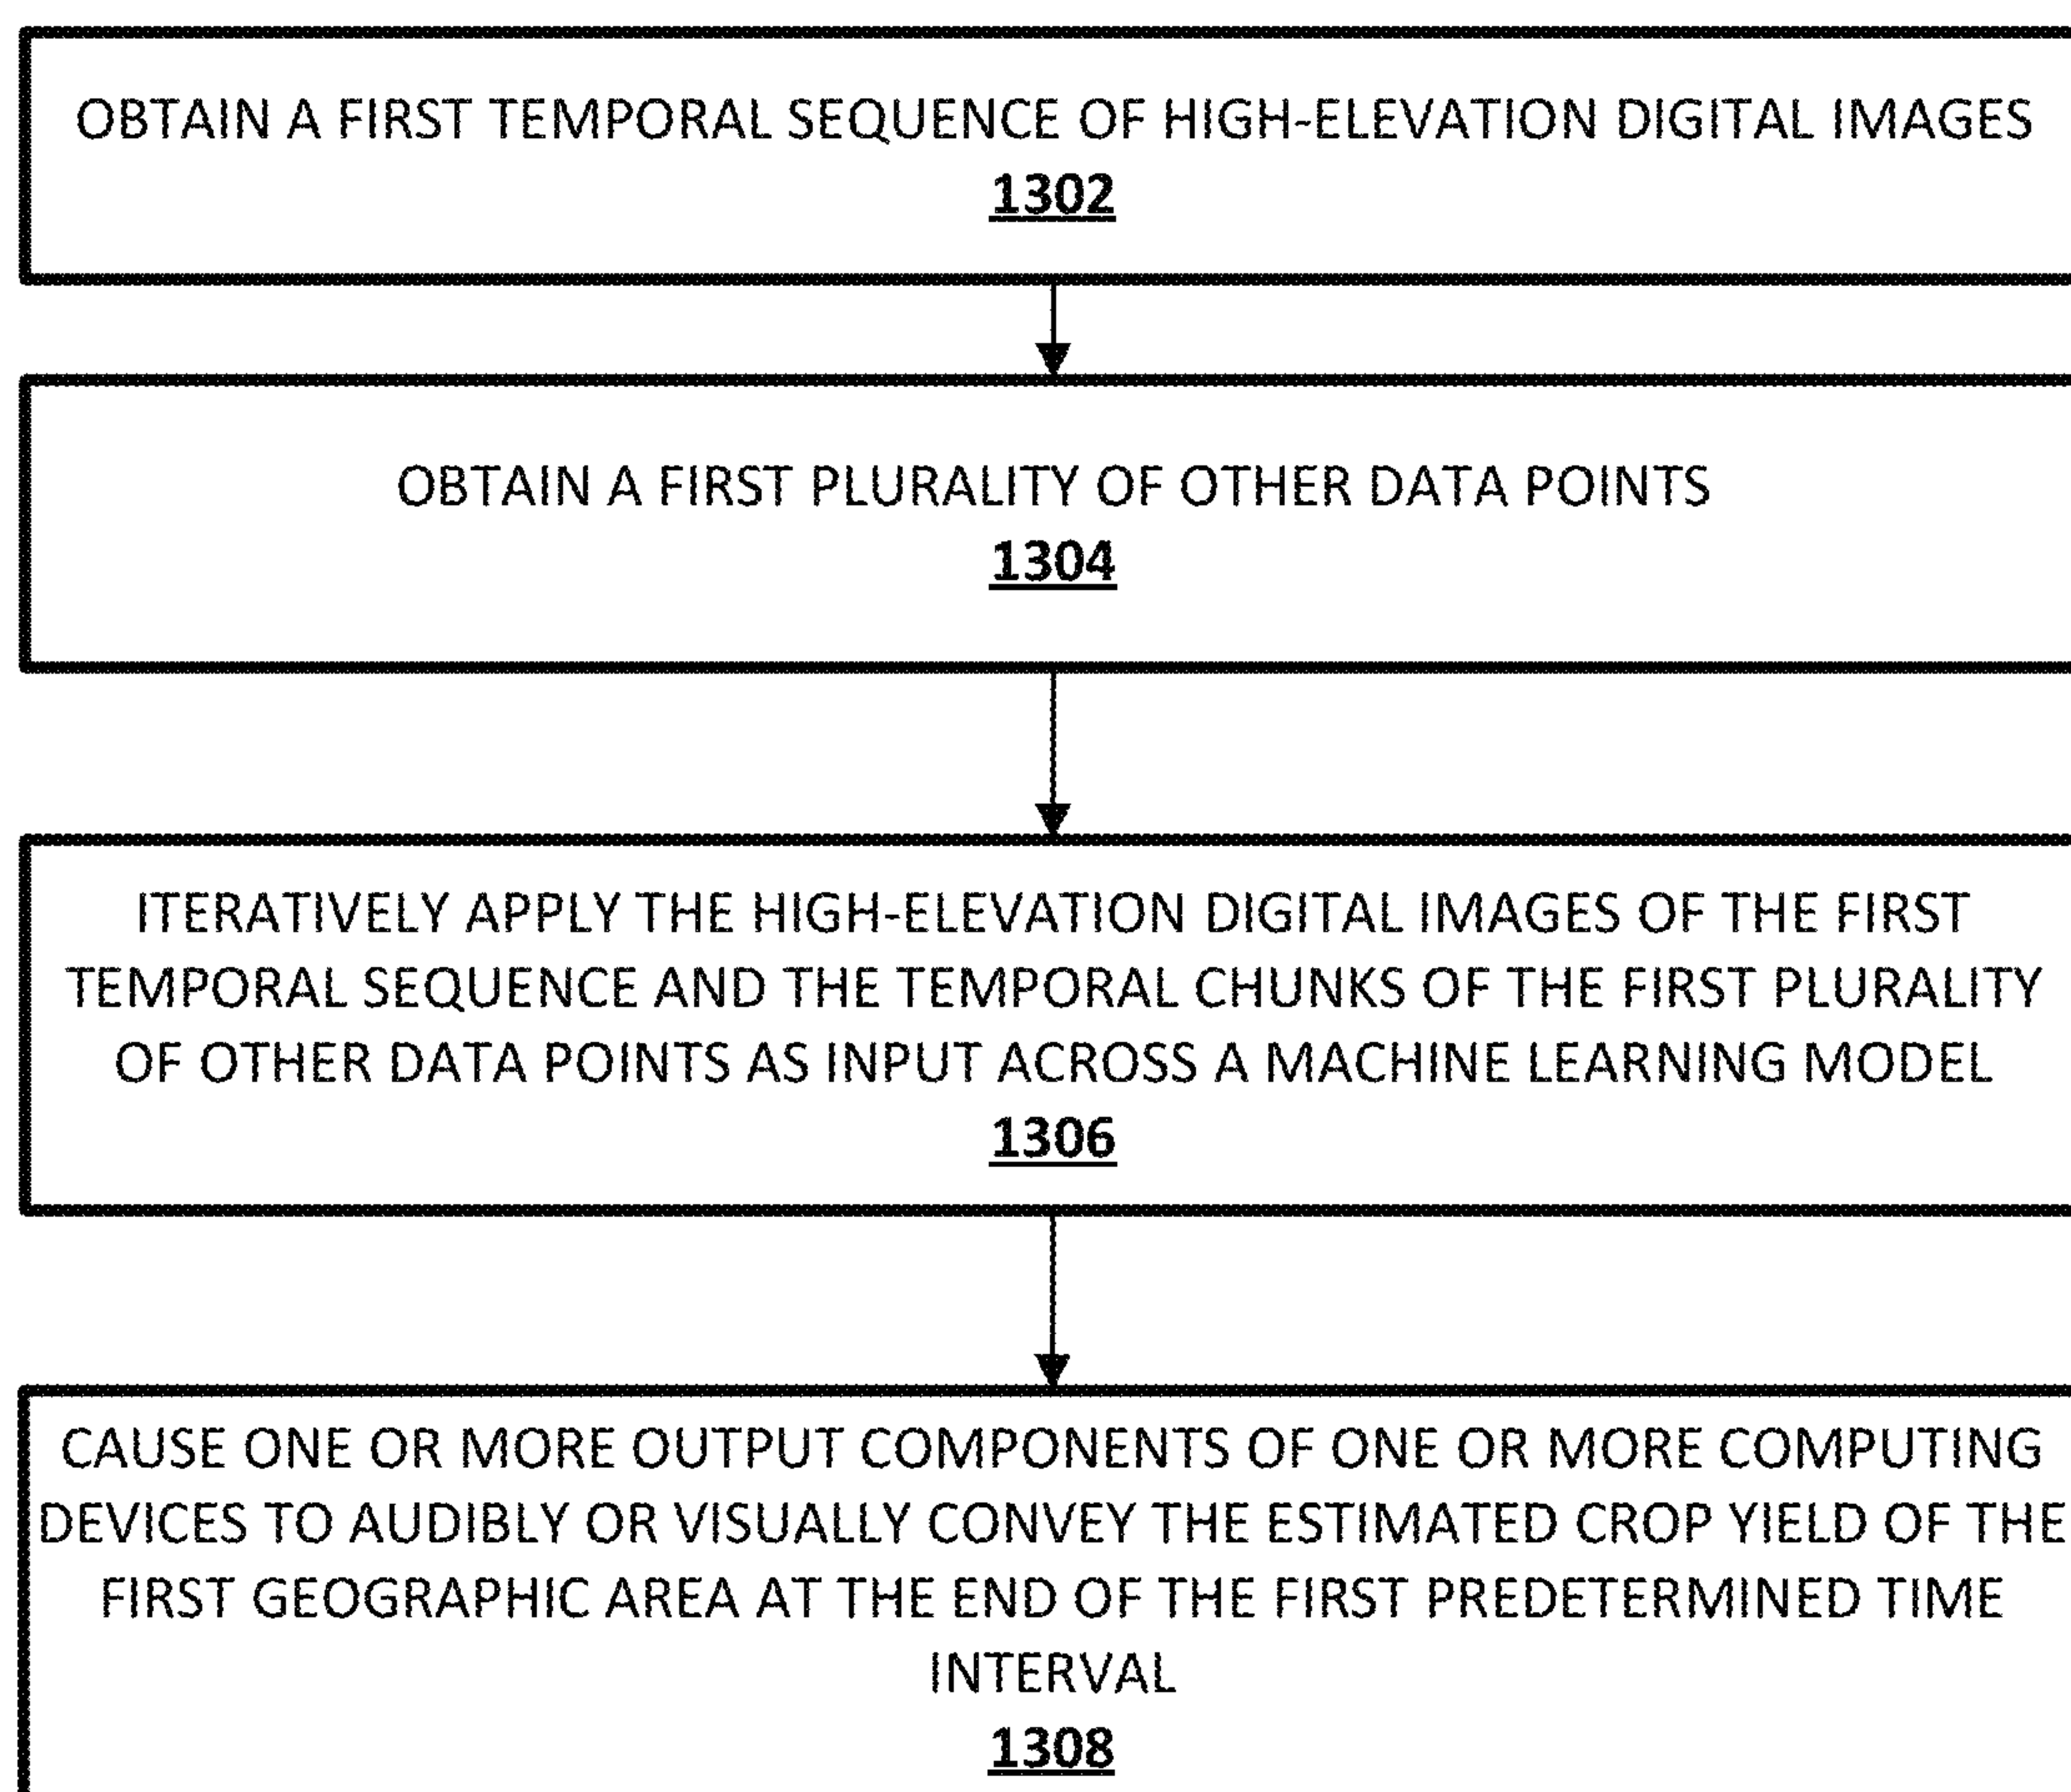 OBTAIN A FIRST TEMPORAL SEQUENCE OF HIGH-ELEVATION DIGITAL IMAGES
1302
OBTAIN A FIRST PLURALITY OF OTHER DATA POINTS
1304
ITERATIVELY APPLY THE HIGH-ELEVATION DIGITAL IMAGES OF THE FIRST
TEMPORAL SEQUENCE AND THE TEMPORAL CHUNKS OF THE FIRST PLURALITY
OF OTHER DATA POINTS AS INPUT ACROSS A MACHINE LEARNING MODEL
1306
CAUSE ONE OR MORE OUTPUT COMPONENTS OF ONE OR MORE COMPUTING
DEVICES TO AUDIBLY OR VISUALLY CONVEY THE ESTIMATED CROP YIELD OF THE
FIRST GEOGRAPHIC AREA AT THE END OF THE FIRST PREDETERMINED TIME
INTERVAL
1308